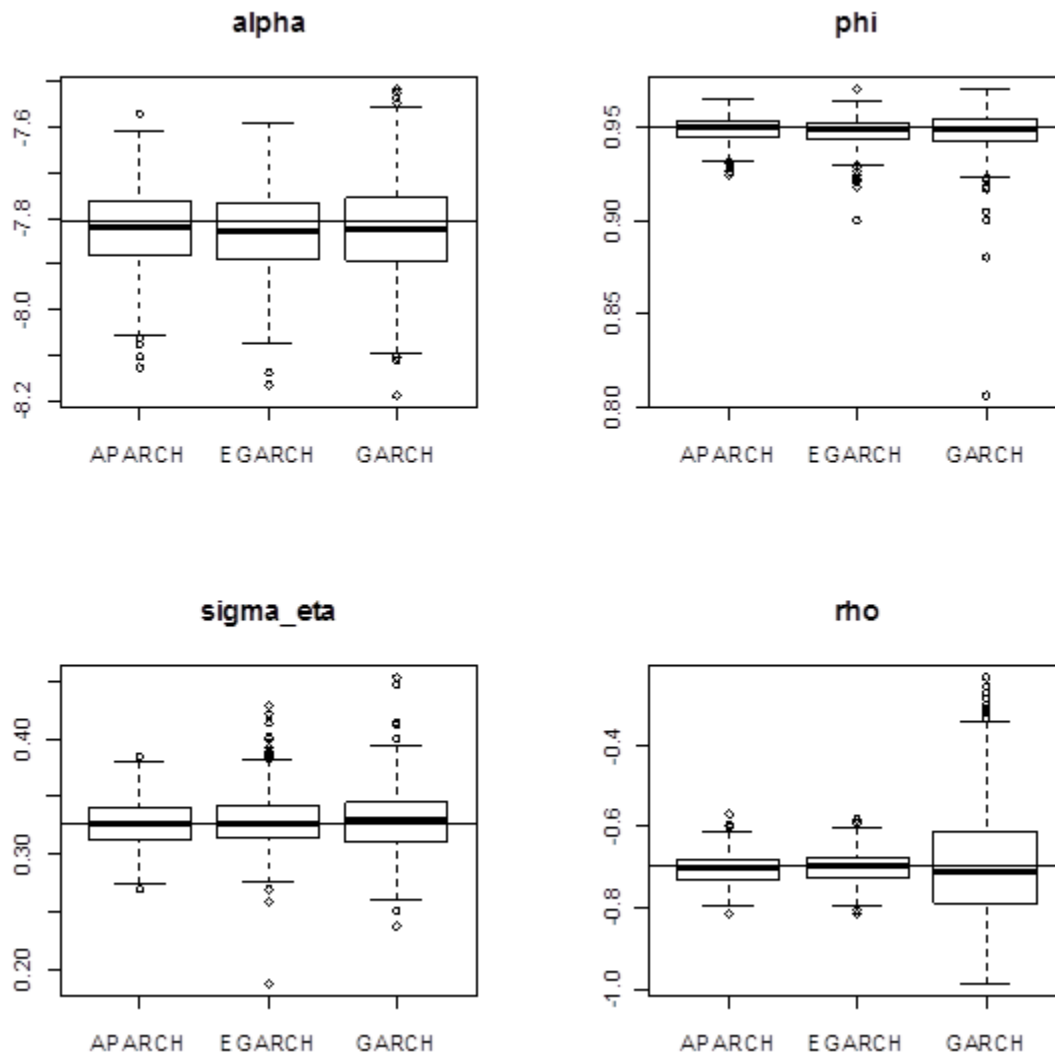 alpha
-7.6
-7.8
-8.0
-8.2
APARCH EGARCH GARCH
phi
0.95
0.90
0.85
0.80
APARCH EGARCH GARCH
sigma_eta
0.40
0.30
0.20
APARCH EGARCH GARCH
rho
-0.4
-0.6
-0.8
-1.0
APARCH EGARCH GARCH